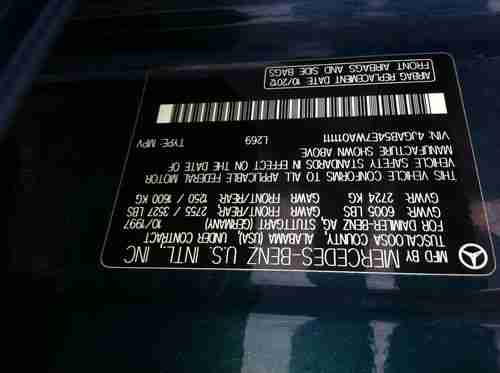 MFD BY
MERCEDES-BENZ U.S. INTL, INC
TUSCALOOSA COUNTY, ALABAMA (USA), UNDER CONTRACT
FOR DAIMLER-BENZ AG, STUTTGART (GERMANY) 10/1997
GVWR: 6005 LBS GAWR: FRONT/REAR: 2755 / 3527 LBS
GVWR: 2724 KG GAWR: FRONT/REAR: 1250 / 1600 KG
THIS VEHICLE CONFORMS TO ALL APPLICABLE FEDERAL MOTOR
VEHICLE SAFETY STANDARDS IN EFFECT ON THE DATE OF
MANUFACTURE SHOWN ABOVE.
VIN: 4JGAB54E7WA011111 L269 TYPE: MPV
AIRBAG REPLACEMENT DATE 10/2012
FRONT AIRBAGS AND SIDE BAGS